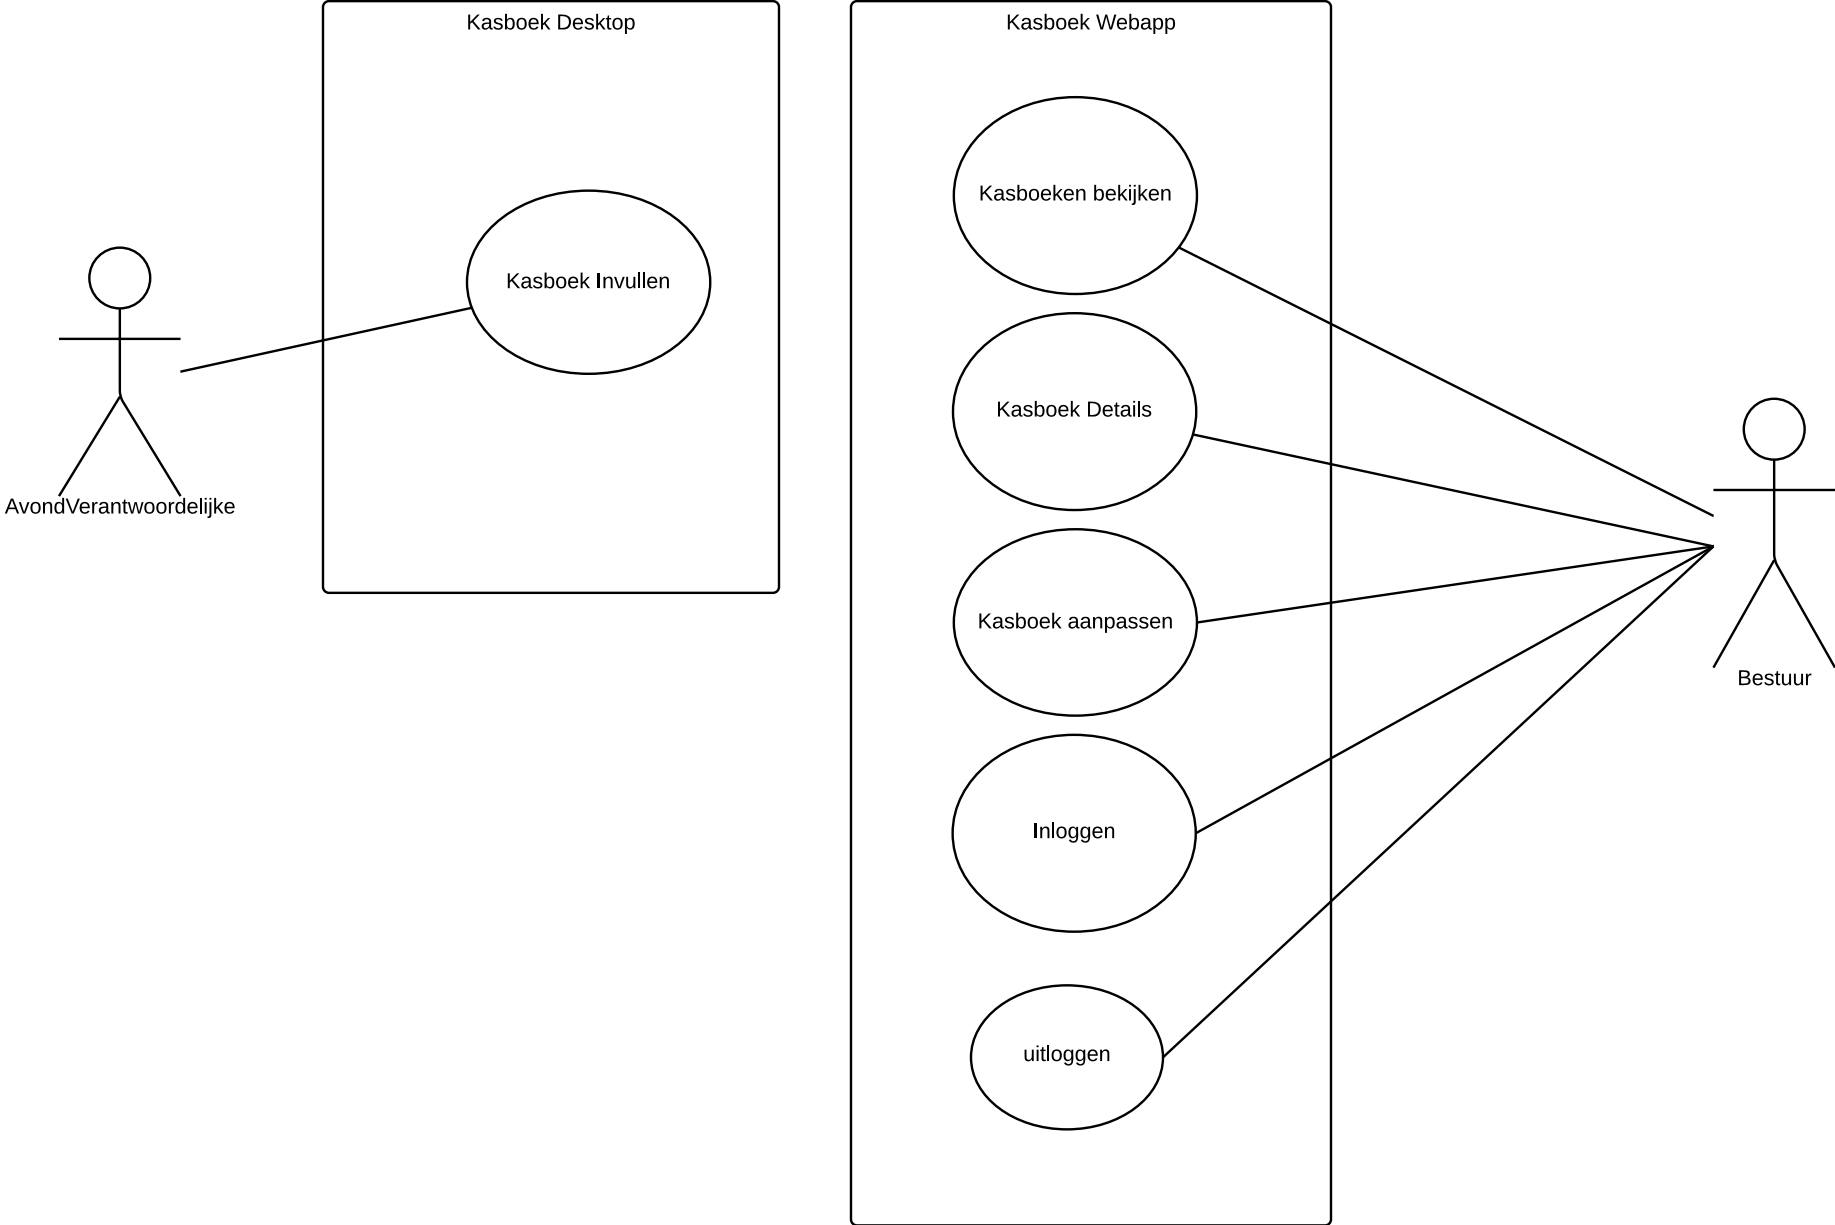 Kasboek Desktop
Kasboek Webapp
Kasboeken bekijken
Kasboek Invullen
Kasboek Details
AvondVerantwoordelijke
Kasboek aanpassen
Bestuur
Inloggen
uitloggen